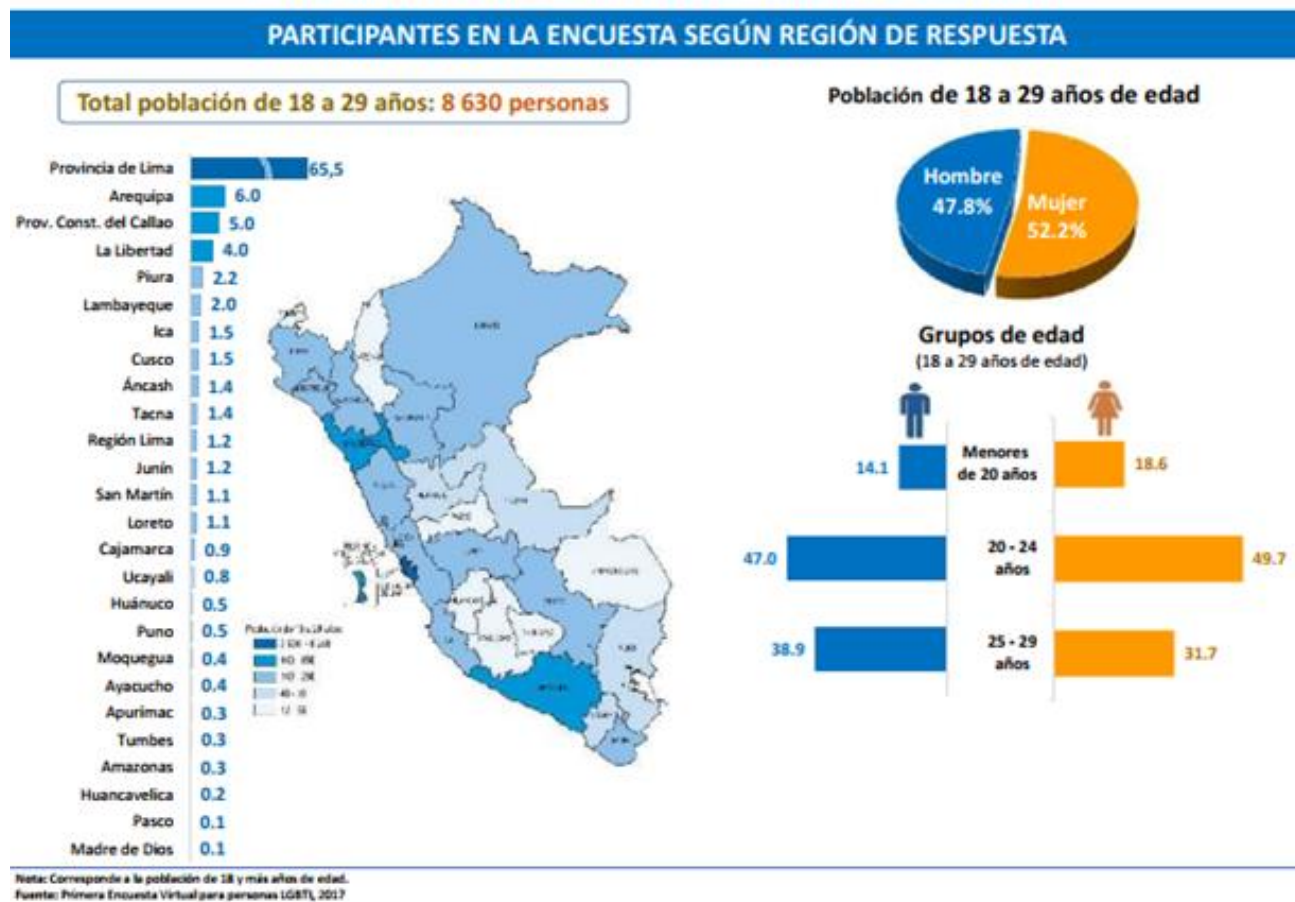 PARTICIPANTES EN LA ENCUESTA SEGÚN REGIÓN DE RESPUESTA
Total población de 18 a 29 años: 8 630 personas
Provincia de Lima 65,5
Arequipa 6.0
Prov. Const. del Callao 5.0
La Libertad 4.0
Piura 2.2
Lambayeque 2.0
Ica 1.5
Cusco 1.5
Áncash 1.4
Tacna 1.4
Región Lima 1.2
Junín 1.2
San Martín 1.1
Loreto 1.1
Cajamarca 0.9
Ucayali 0.8
Huánuco 0.5
Puno 0.5
Moquegua 0.4
Ayacucho 0.4
Apurimac 0.3
Tumbes 0.3
Amazonas 0.3
Huancavelica 0.2
Pasco 0.1
Madre de Dios 0.1
Población de 18 a 29 años de edad
Hombre
47.8%
Mujer
52.2%
Grupos de edad
(18 a 29 años de edad)
14.1
Menores
de 20 años
18.6
47.0
20 - 24
años
49.7
38.9
25 - 29
años
31.7
Nota: Corresponde a la población de 18 y más años de edad.
Fuente: Primera Encuesta Virtual para personas LGBTI, 2017